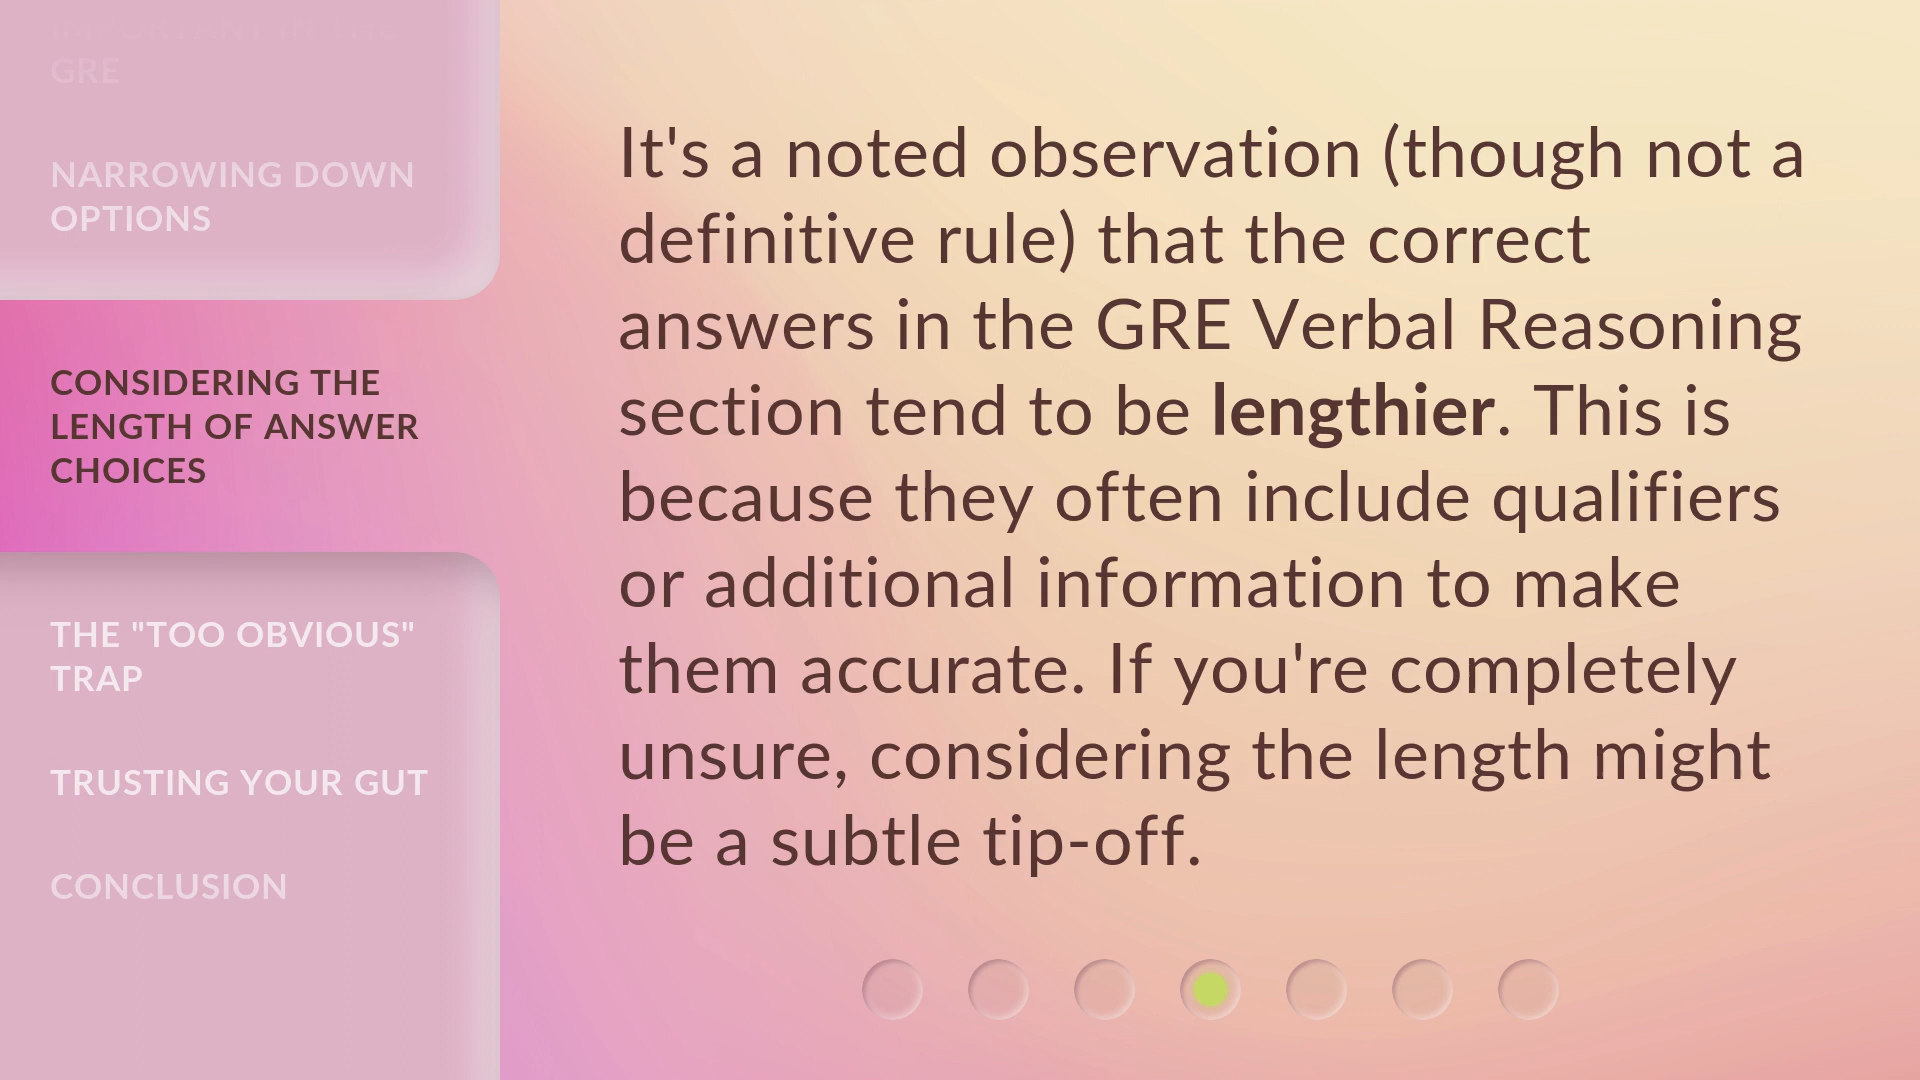 GRE
NARROWING DOWN
OPTIONS
CONSIDERING THE
LENGTH OF ANSWER
CHOICES
THE "TOO OBVIOUS"
TRAP
TRUSTING YOUR GUT
CONCLUSION
It's a noted observation (though not a
definitive rule) that the correct
answers in the GRE Verbal Reasoning
section tend to be lengthier. This is
because they often include qualifiers
or additional information to make
them accurate. If you're completely
unsure, considering the length might
be a subtle tip-off.